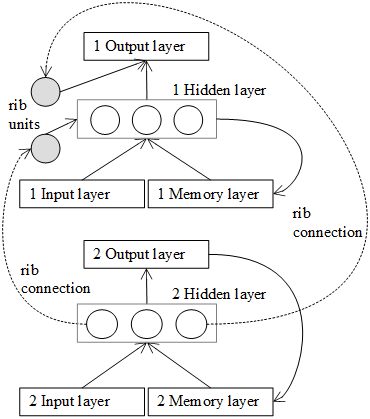 1 Output layer
1 Hidden layer
rib
units
1 Input layer
1 Memory layer
rib
connection
2 Output layer
rib
connection
2 Hidden layer
2 Input layer
2 Memory layer